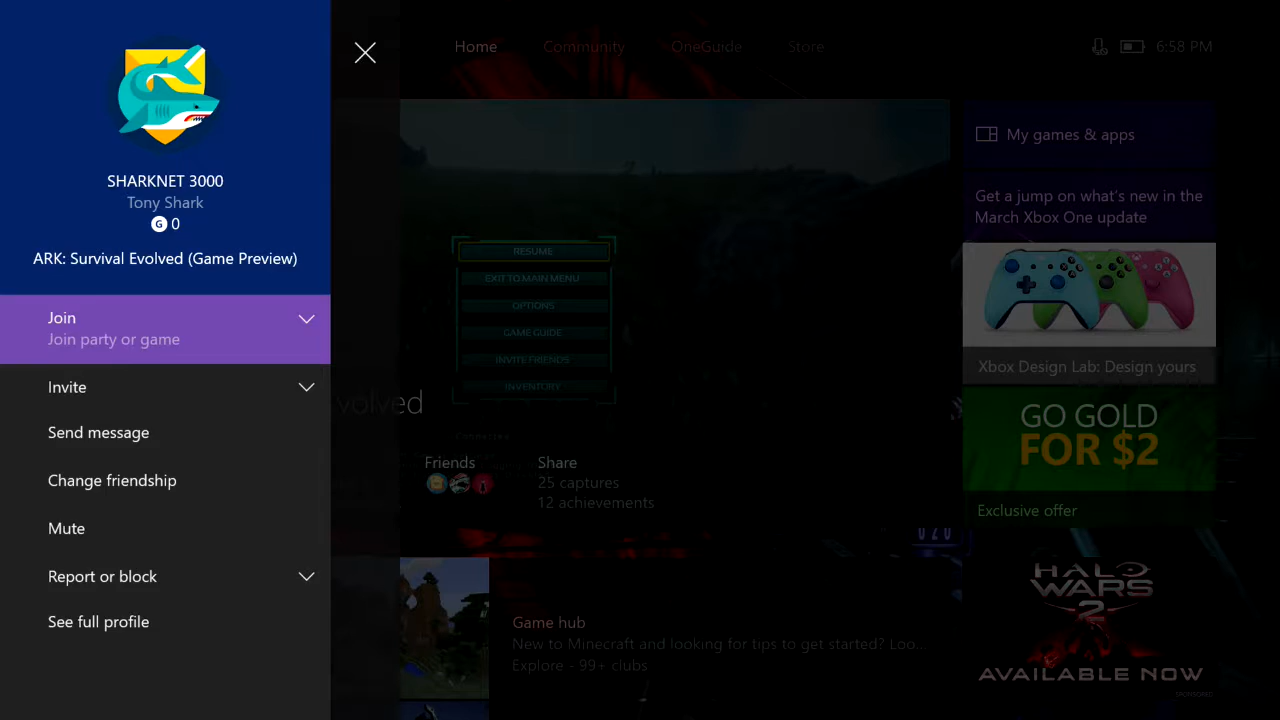 SHARKNET 3000
Tony Shark
G 0
ARK: Survival Evolved (Game Preview)
Join
Join party or game
Invite
Send message
Change friendship
Mute
Report or block
See full profile
Home
Community
OneGuide
Store
6:58 PM
RESUME
EXIT TO MAIN MENU
OPTIONS
GAME GUIDE
INVITE FRIENDS
INVENTORY
volved
Connected
Friends
Share
25 captures
12 achievements
Game hub
New to Minecraft and looking for tips to get started? Loo...
Explore - 99+ clubs
My games & apps
Get a jump on what's new in the
March Xbox One update
Xbox Design Lab: Design yours
GO GOLD
FOR $2
Exclusive offer
HALO
WARS
2
AVAILABLE NOW
SPONSORED